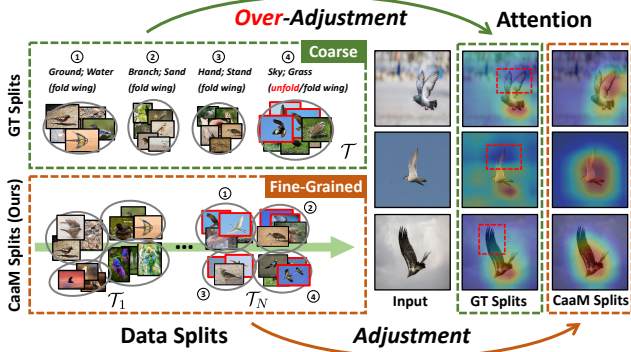 Over-Adjustment
Attention
GT Splits
Coarse
① ② ③ ④
Ground; Water Branch; Sand Hand; Stand Sky; Grass
(fold wing) (fold wing) (fold wing) (unfold/fold wing)
𝒯
CaaM Splits (Ours)
Fine-Grained
① ②
...
③ ④
𝒯1 𝒯N
Input GT Splits CaaM Splits
Data Splits
Adjustment